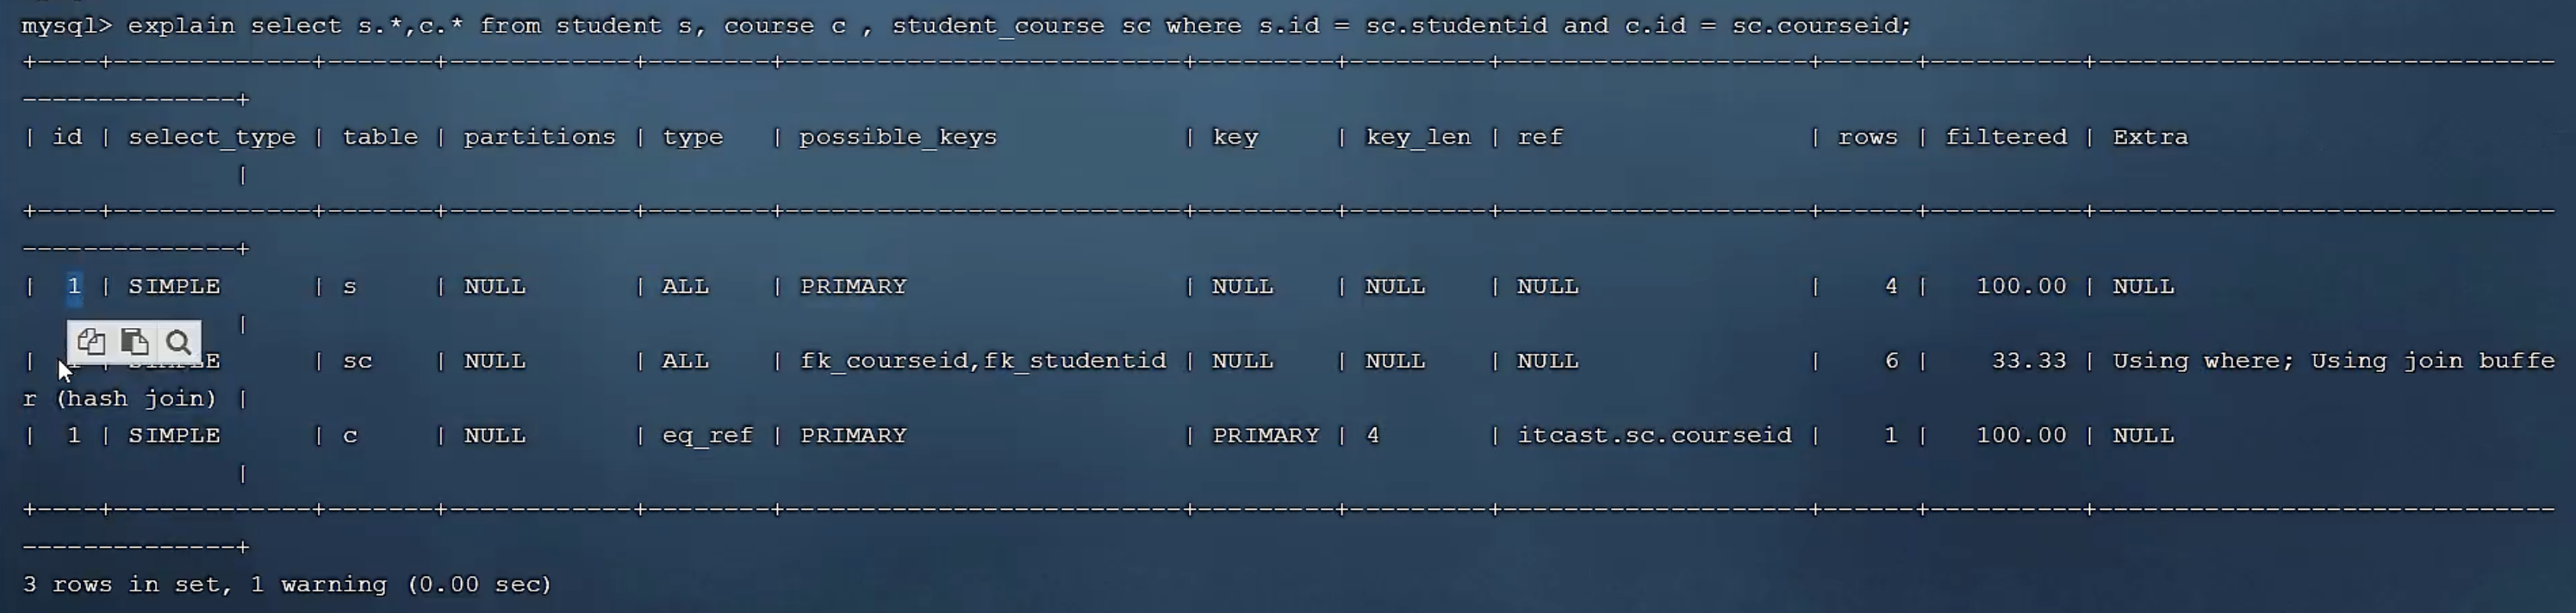 mysql> explain select s.*,c.* from student s, course c , student_course sc where s.id = sc.studentid and c.id = sc.courseid;
+----+-------------+-------+------------+--------+--------------------------+---------+---------+--------------------+------+----------+------------------------------
--------------+
| id | select_type | table | partitions | type   | possible_keys            | key     | key_len | ref                | rows | filtered | Extra
              |
+----+-------------+-------+------------+--------+--------------------------+---------+---------+--------------------+------+----------+------------------------------
--------------+
|  1 | SIMPLE      | s     | NULL       | ALL    | PRIMARY                  | NULL    | NULL    | NULL               |    4 |   100.00 | NULL
              |
|    | SIMPLE      | sc    | NULL       | ALL    | fk_courseid,fk_studentid | NULL    | NULL    | NULL               |    6 |    33.33 | Using where; Using join buffe
r (hash join) |
|  1 | SIMPLE      | c     | NULL       | eq_ref | PRIMARY                  | PRIMARY | 4       | itcast.sc.courseid |    1 |   100.00 | NULL
              |
+----+-------------+-------+------------+--------+--------------------------+---------+---------+--------------------+------+----------+------------------------------
--------------+
3 rows in set, 1 warning (0.00 sec)